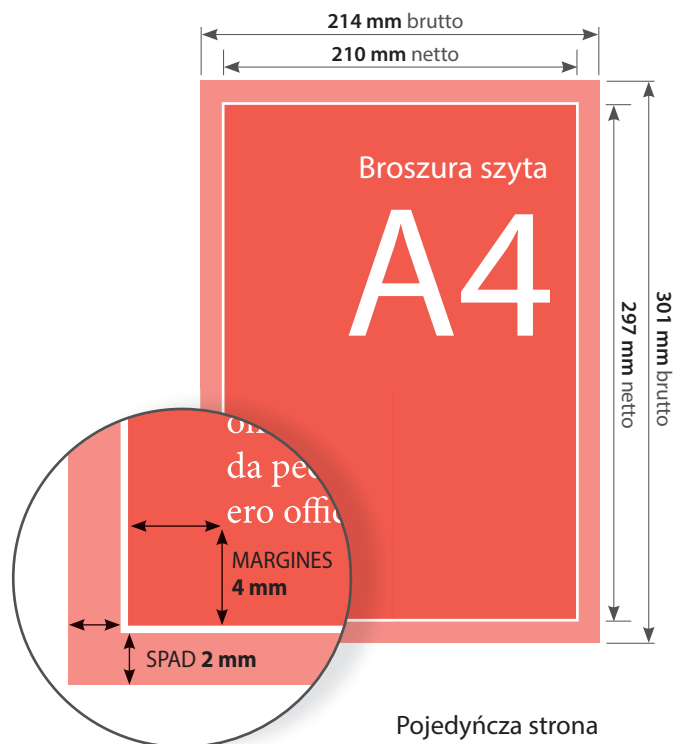 214 mm brutto
210 mm netto
Broszura szyta
A4
297 mm netto
301 mm brutto
da pe
ero offic
MARGINES
4 mm
SPAD 2 mm
Pojedyńcza strona